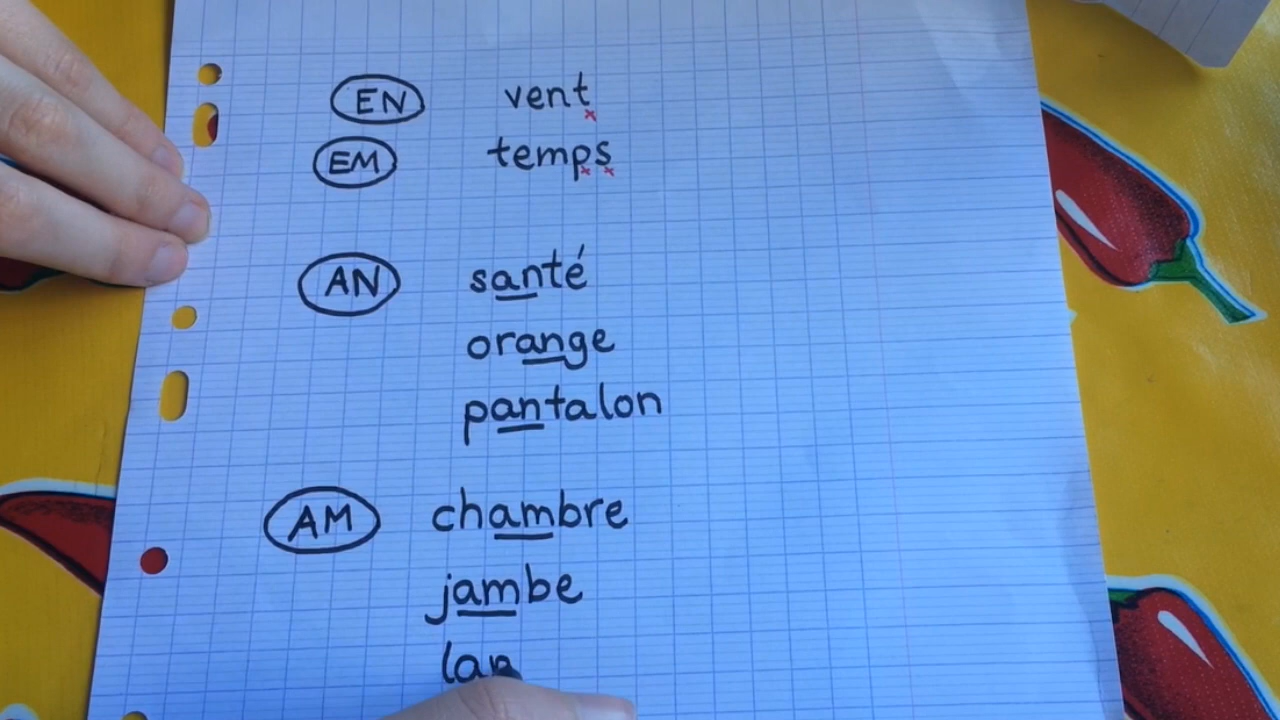 EN vent
EM temps
AN santé
orange
pantalon
AM chambre
jambe